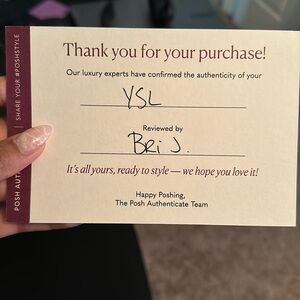 Thank you for your purchase!
Our luxury experts have confirmed the authenticity of your
YSL
Reviewed by
BRi J.
It's all yours, ready to style — we hope you love it!
Happy Poshing,
The Posh Authenticate Team
POSH AUT
SHARE YOUR #POSHSTYLE